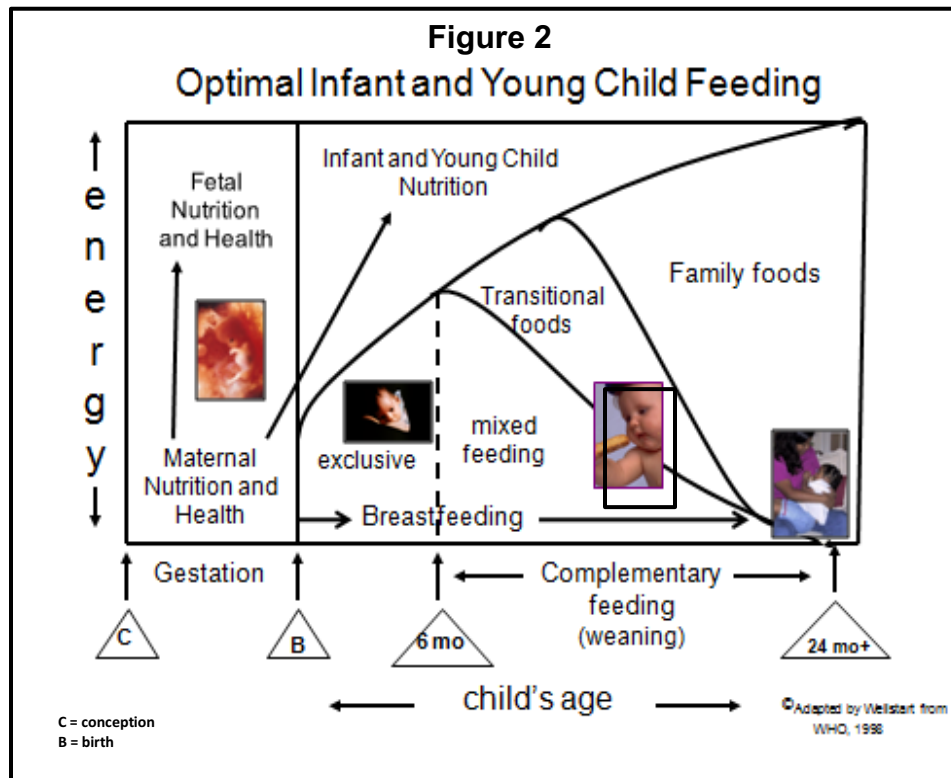 Figure 2
Optimal Infant and Young Child Feeding
energy
Fetal
Nutrition
and Health
Infant and Young Child
Nutrition
Transitional
foods
Family foods
mixed
feeding
exclusive
Maternal
Nutrition and
Health
Breastfeeding
Gestation
Complementary
feeding
(weaning)
C
B
6 mo
24 mo+
child's age
C = conception
B = birth
©Adapted by Wellstart from
WHO, 1998